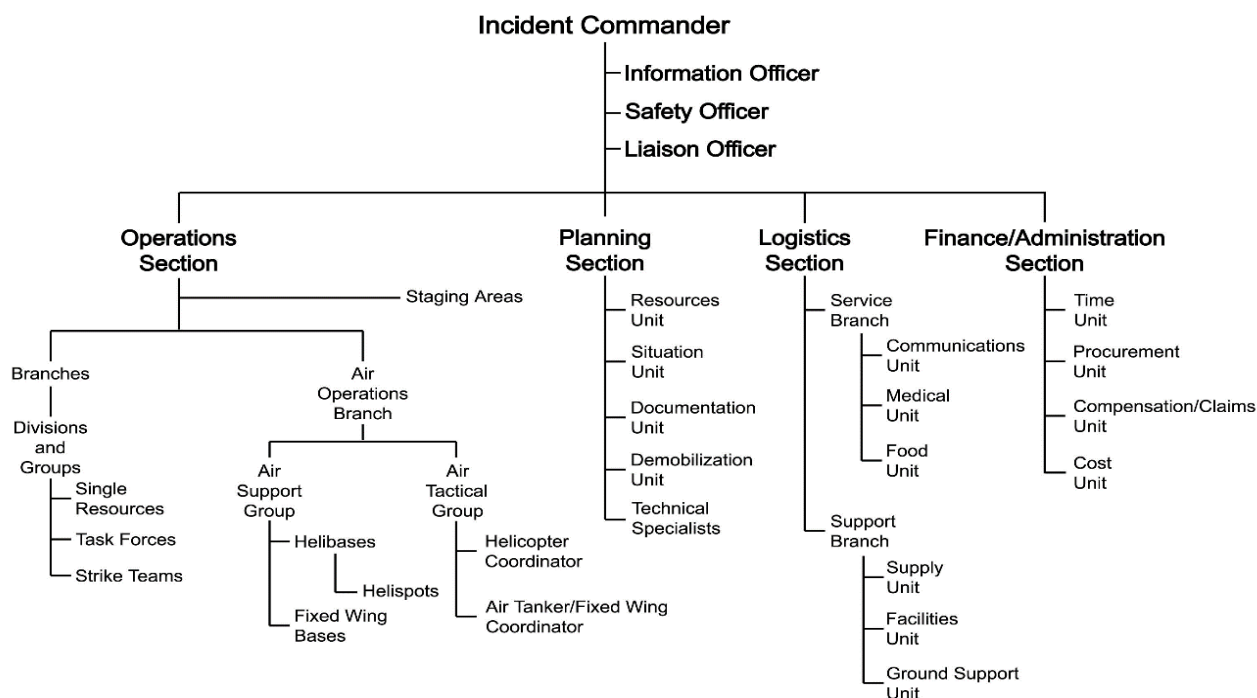 Incident Commander
Information Officer
Safety Officer
Liaison Officer
Operations
Section
Staging Areas
Branches
Divisions
and
Groups
Single
Resources
Task Forces
Strike Teams
Air
Operations
Branch
Air
Support
Group
Helibases
Helispots
Fixed Wing
Bases
Air
Tactical
Group
Helicopter
Coordinator
Air Tanker/Fixed Wing
Coordinator
Planning
Section
Resources
Unit
Situation
Unit
Documentation
Unit
Demobilization
Unit
Technical
Specialists
Logistics
Section
Service
Branch
Communications
Unit
Medical
Unit
Food
Unit
Support
Branch
Supply
Unit
Facilities
Unit
Ground Support
Unit
Finance/Administration
Section
Time
Unit
Procurement
Unit
Compensation/Claims
Unit
Cost
Unit